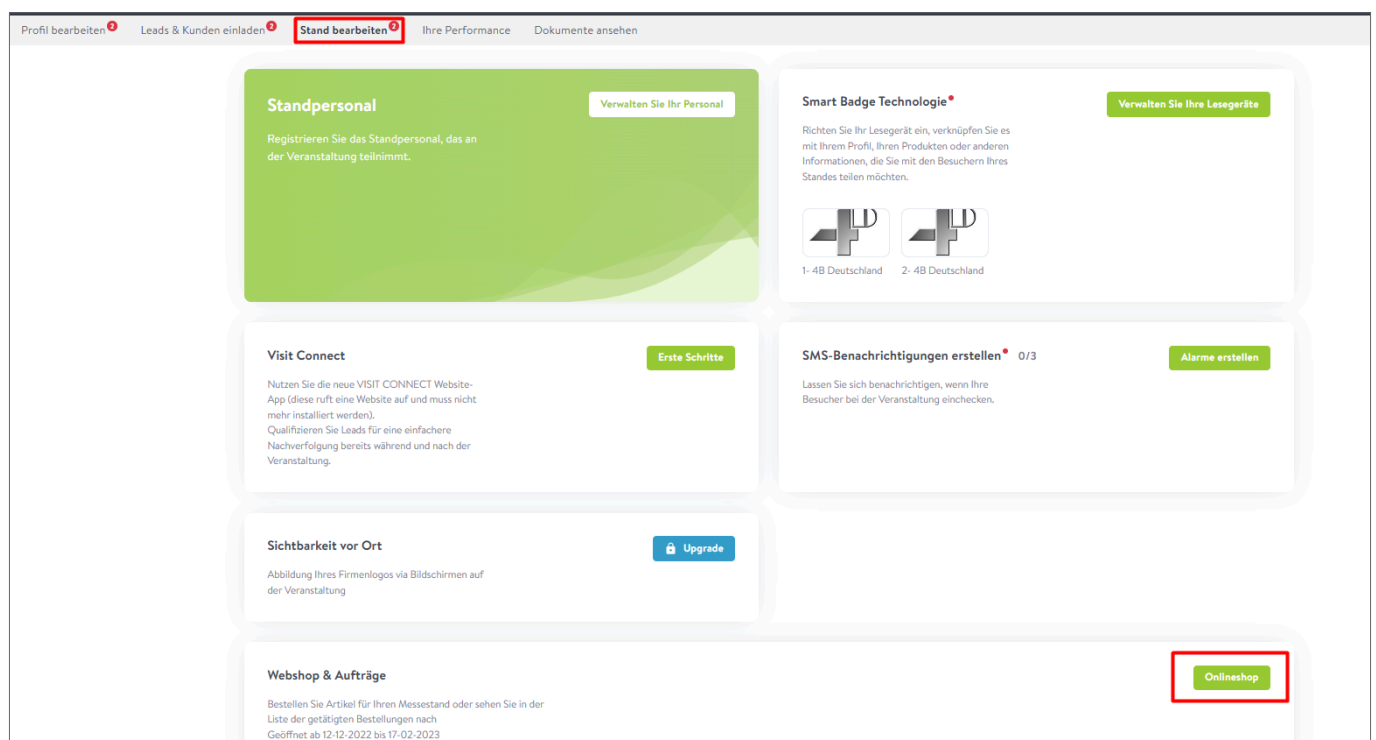 Profil bearbeiten 2 Leads & Kunden einladen 2 Stand bearbeiten 2 Ihre Performance Dokumente ansehen
Standpersonal
Verwalten Sie Ihr Personal
Registrieren Sie das Standpersonal, das an
der Veranstaltung teilnimmt.
Smart Badge Technologie
Verwalten Sie Ihre Lesegeräte
Richten Sie Ihr Lesegerät ein, verknüpfen Sie es
mit Ihrem Profil, Ihren Produkten oder anderen
Informationen, die Sie mit den Besuchern Ihres
Standes teilen möchten.
4D 4D
1- 4B Deutschland 2- 4B Deutschland
Visit Connect
Erste Schritte
Nutzen Sie die neue VISIT CONNECT Website-
App (diese ruft eine Website auf und muss nicht
mehr installiert werden).
Qualifizieren Sie Leads für eine einfachere
Nachverfolgung bereits während und nach der
Veranstaltung.
SMS-Benachrichtigungen erstellen 0/3
Alarme erstellen
Lassen Sie sich benachrichtigen, wenn Ihre
Besucher bei der Veranstaltung einchecken.
Sichtbarkeit vor Ort
Upgrade
Abbildung Ihres Firmenlogos via Bildschirmen auf
der Veranstaltung
Webshop & Aufträge
Onlineshop
Bestellen Sie Artikel für Ihren Messestand oder sehen Sie in der
Liste der getätigten Bestellungen nach
Geöffnet ab 12-12-2022 bis 17-02-2023